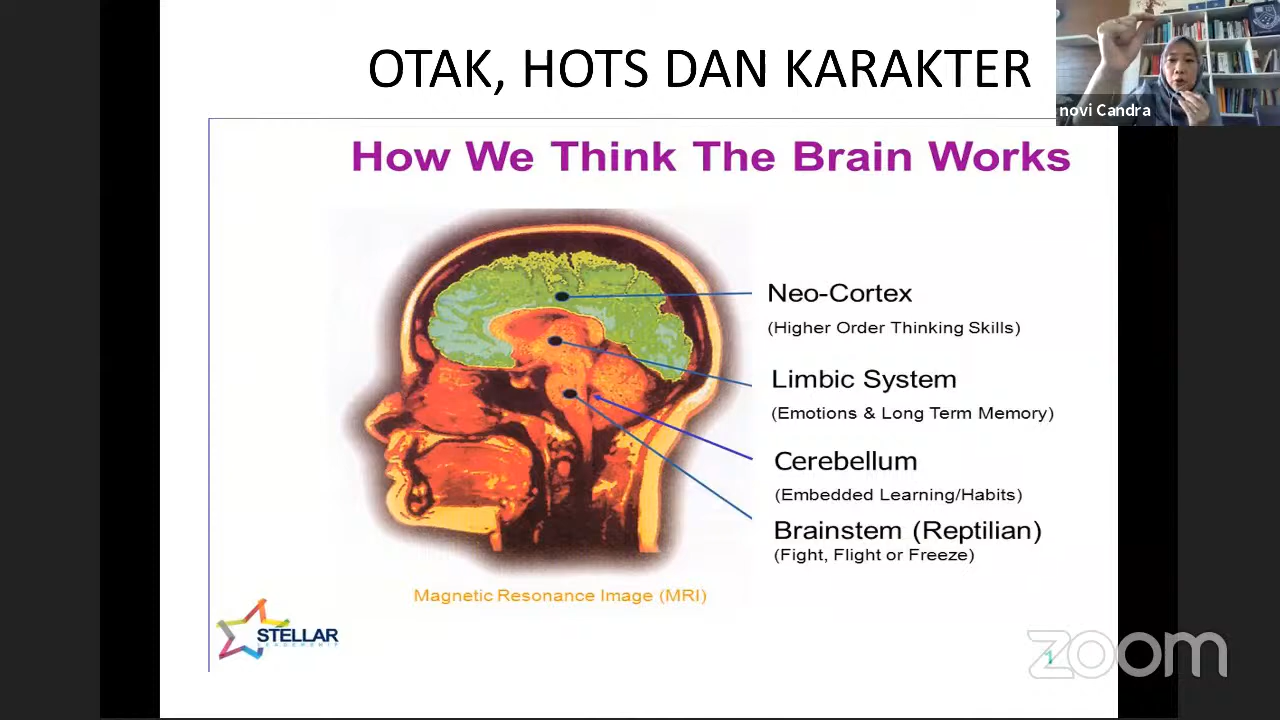 OTAK, HOTS DAN KARAKTER
novi Candra
How We Think The Brain Works
Neo-Cortex
(Higher Order Thinking Skills)
Limbic System
(Emotions & Long Term Memory)
Cerebellum
(Embedded Learning/Habits)
Brainstem (Reptilian)
(Fight, Flight or Freeze)
Magnetic Resonance Image (MRI)
STELLAR
LEADERSHIP
zoom
1